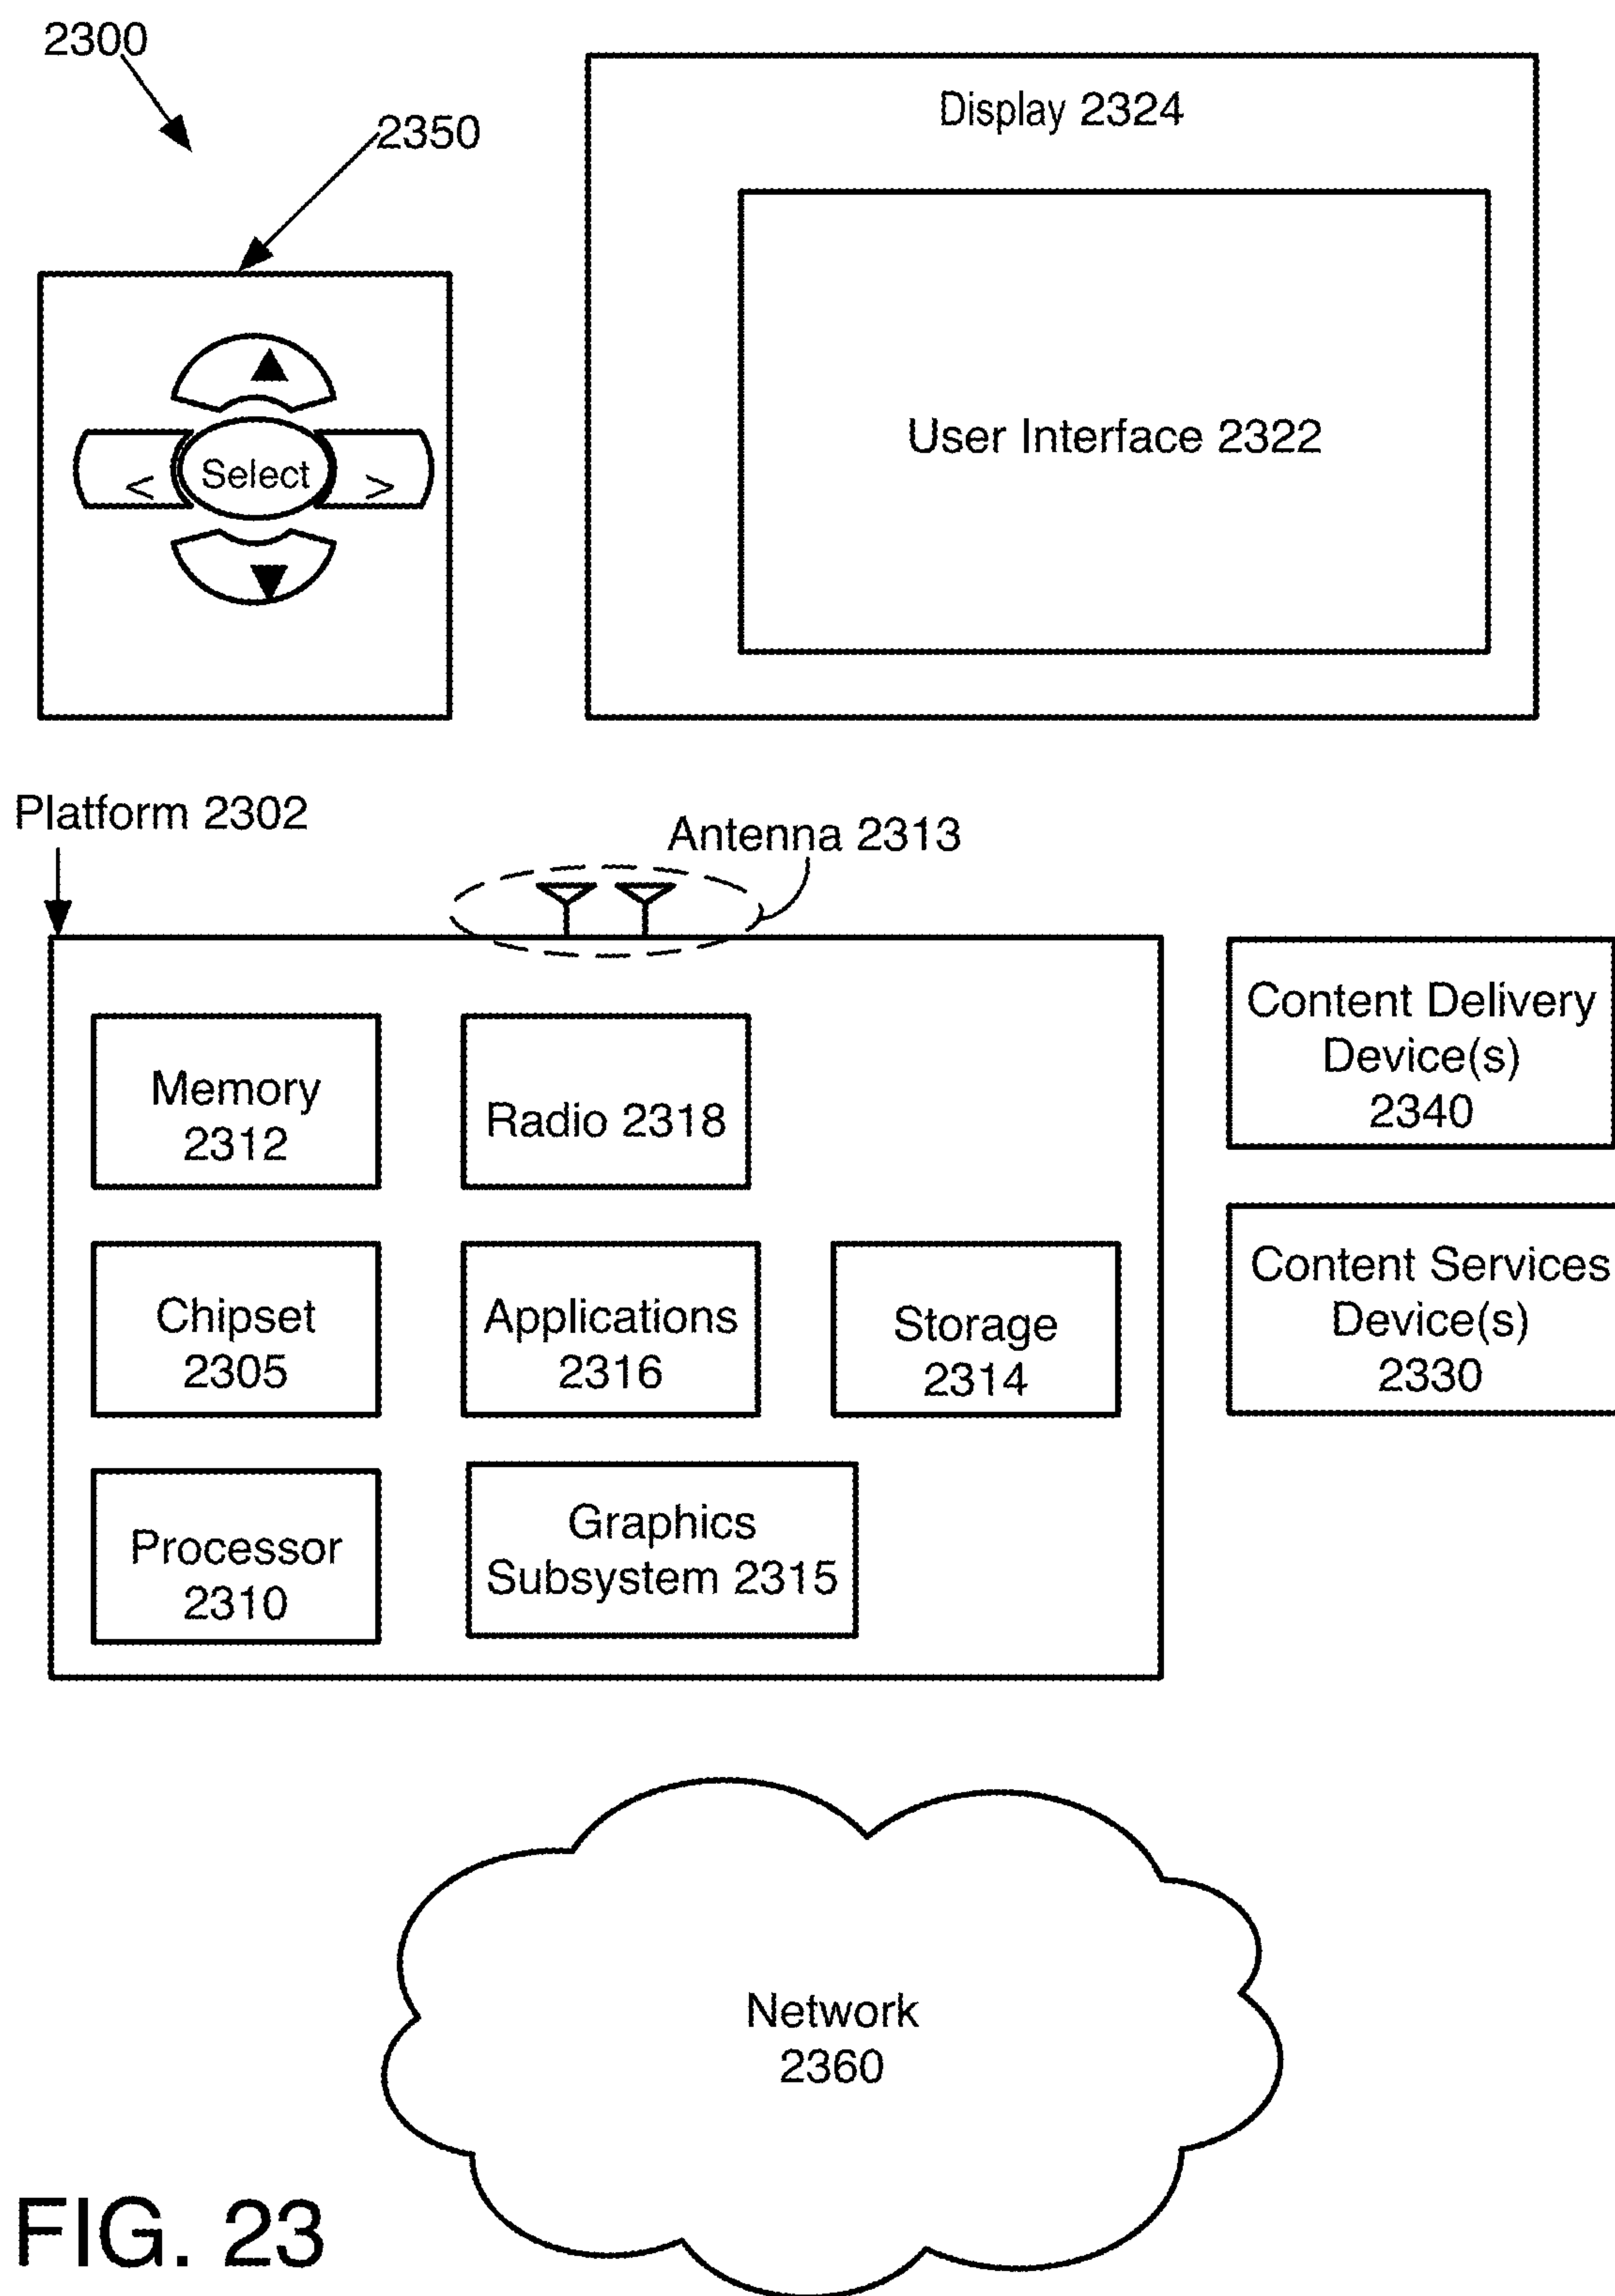 2300
2350
Display 2324
User Interface 2322
<
Select
>
Platform 2302
Antenna 2313
Memory
2312
Radio 2318
Chipset
2305
Applications
2316
Storage
2314
Processor
2310
Graphics
Subsystem 2315
Content Delivery
Device(s)
2340
Content Services
Device(s)
2330
Network
2360
FIG. 23